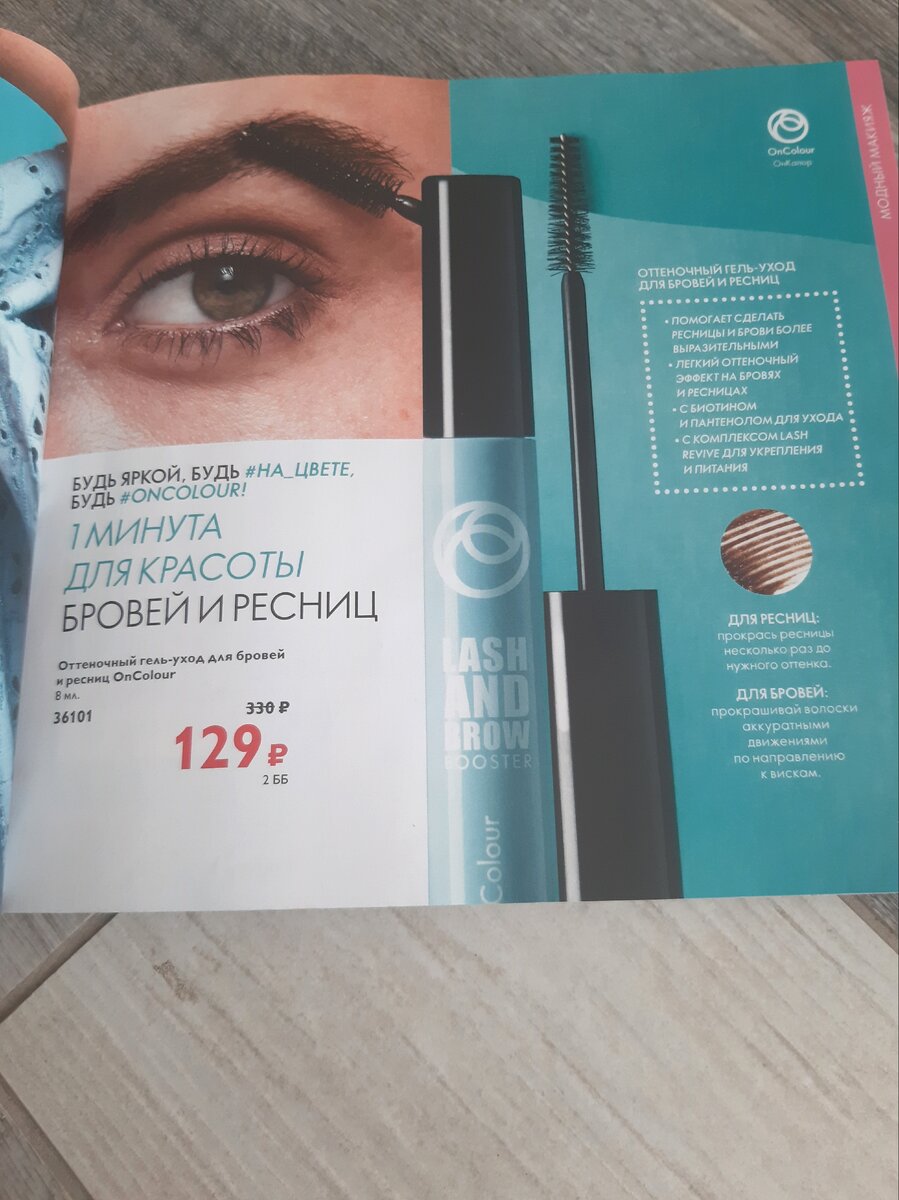 БУДЬ ЯРКОЙ, БУДЬ #НА_ЦВЕТЕ,
БУДЬ #ONCOLOUR!
1 МИНУТА
ДЛЯ КРАСОТЫ
БРОВЕЙ И РЕСНИЦ
Оттеночный гель-уход для бровей
и ресниц OnColour
8 мл.
36101
330 ₽
129 ₽
2 ББ
LASH
AND
BROW
BOOSTER
Colour
OnColour
ОнКолор
МОДНЫЙ МАКИЯЖ
ОТТЕНОЧНЫЙ ГЕЛЬ-УХОД
ДЛЯ БРОВЕЙ И РЕСНИЦ
• ПОМОГАЕТ СДЕЛАТЬ
РЕСНИЦЫ И БРОВИ БОЛЕЕ
ВЫРАЗИТЕЛЬНЫМИ
• ЛЕГКИЙ ОТТЕНОЧНЫЙ
ЭФФЕКТ НА БРОВЯХ
И РЕСНИЦАХ
• С БИОТИНОМ
И ПАНТЕНОЛОМ ДЛЯ УХОДА
• С КОМПЛЕКСОМ LASH
REVIVE ДЛЯ УКРЕПЛЕНИЯ
И ПИТАНИЯ
ДЛЯ РЕСНИЦ:
прокрась ресницы
несколько раз до
нужного оттенка.
ДЛЯ БРОВЕЙ:
прокрашивай волоски
аккуратными
движениями
по направлению
к вискам.